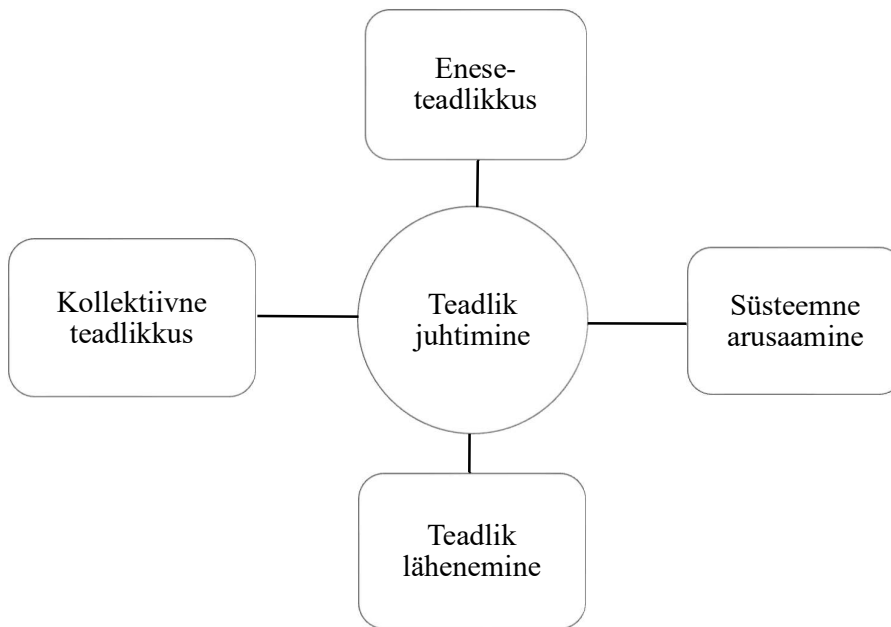 Enese-
teadlikkus
Kollektiivne
teadlikkus
Teadlik
juhtimine
Süsteemne
arusaamine
Teadlik
lähenemine